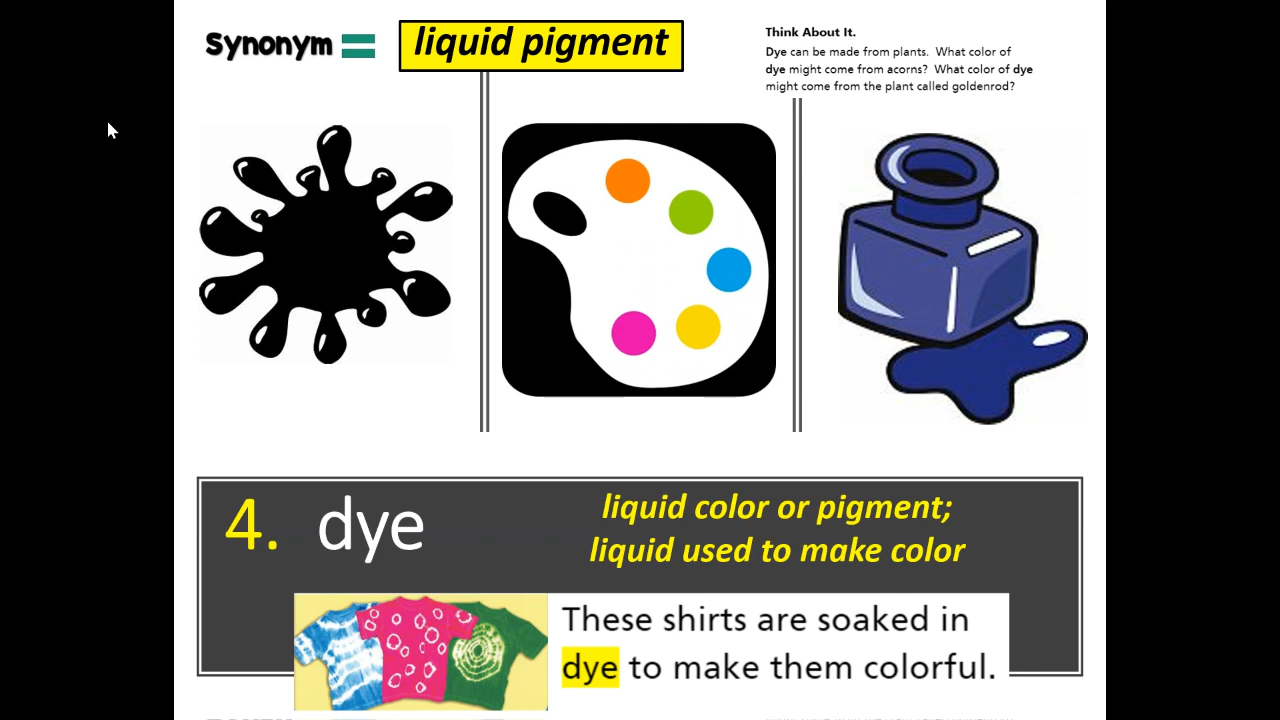 Synonym =
liquid pigment
Think About It.
Dye can be made from plants. What color of
dye might come from acorns? What color of dye
might come from the plant called goldenrod?
4. dye
liquid color or pigment;
liquid used to make color
These shirts are soaked in
dye to make them colorful.